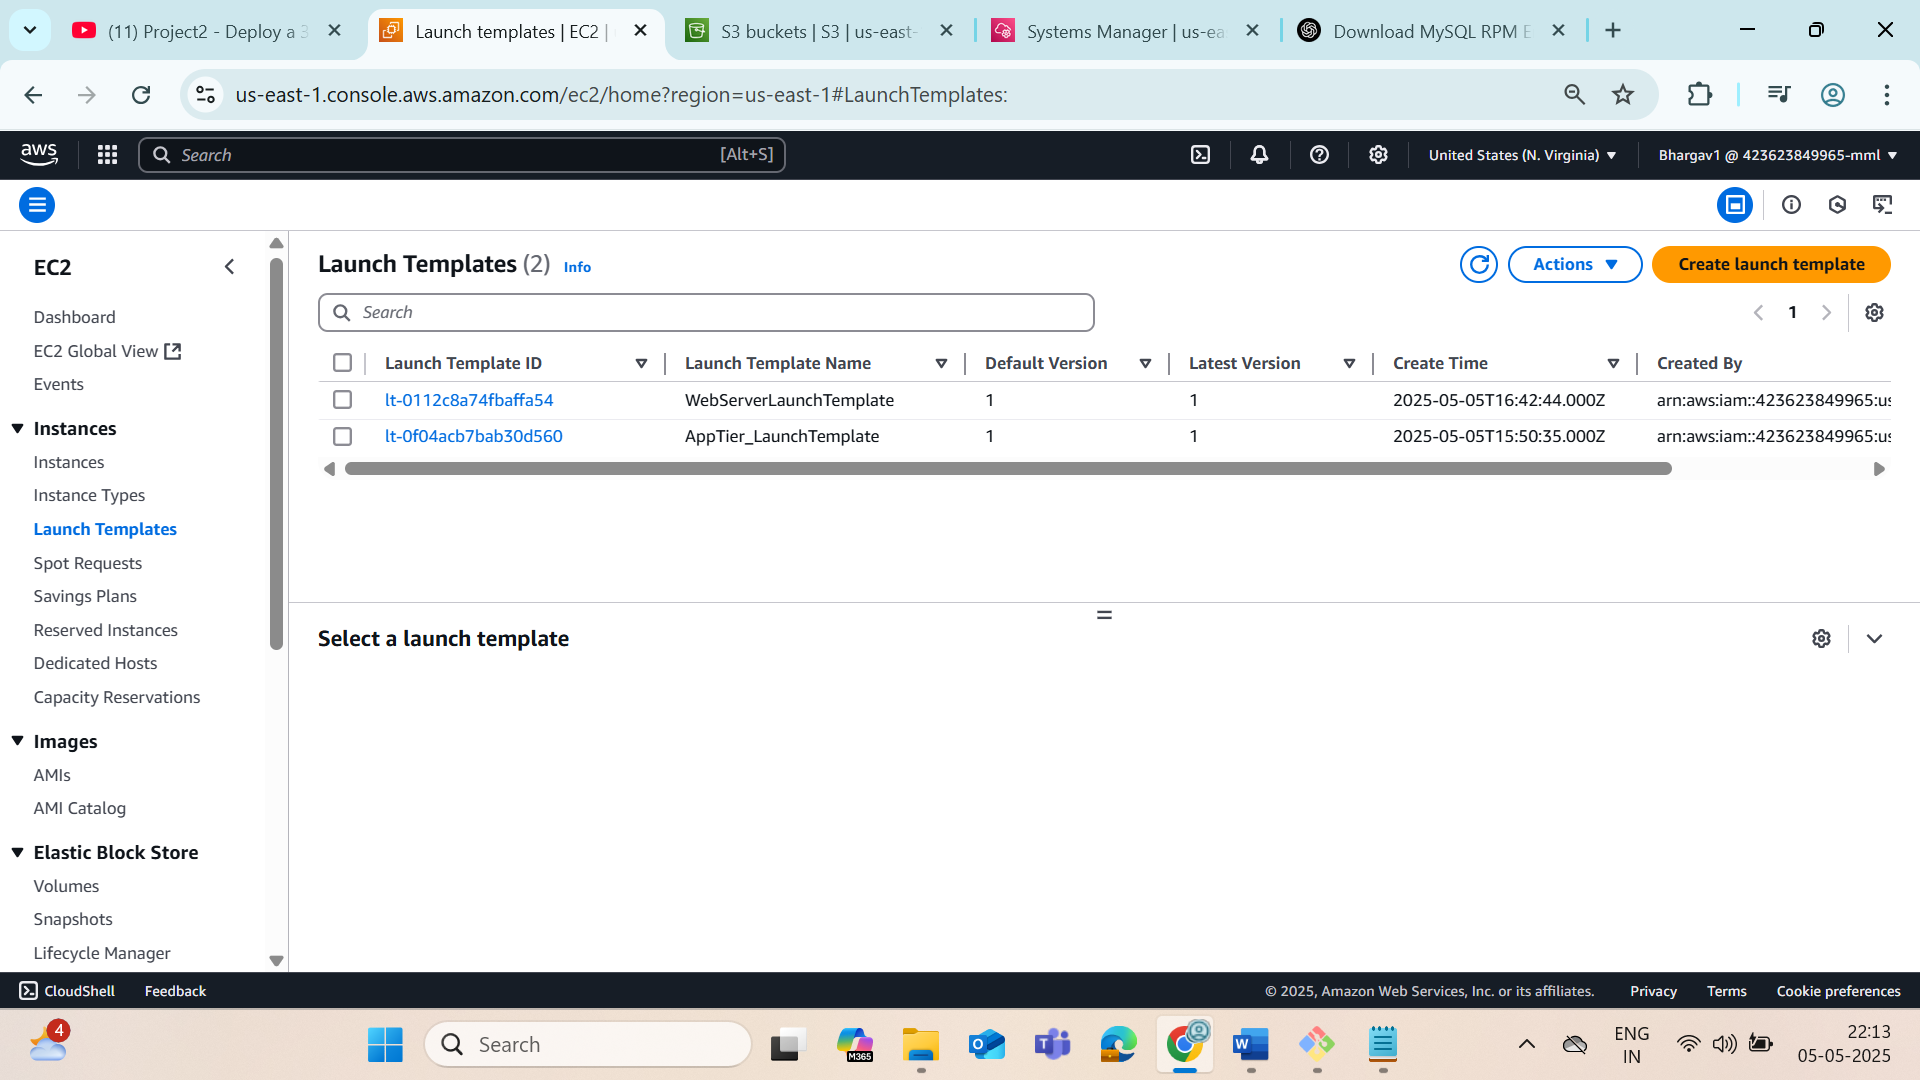 (11) Project2 - Deploy a 3
Launch templates | EC2 |
S3 buckets | S3 | us-east-
Systems Manager | us-ea
Download MySQL RPM E
us-east-1.console.aws.amazon.com/ec2/home?region=us-east-1#LaunchTemplates:
aws
Search [Alt+S]
United States (N. Virginia)
Bhargav1 @ 423623849965-mml
EC2
Dashboard
EC2 Global View
Events
Instances
Instances
Instance Types
Launch Templates
Spot Requests
Savings Plans
Reserved Instances
Dedicated Hosts
Capacity Reservations
Images
AMIs
AMI Catalog
Elastic Block Store
Volumes
Snapshots
Lifecycle Manager
Launch Templates (2) Info
Actions
Create launch template
Search
1
Launch Template ID Launch Template Name Default Version Latest Version Create Time Created By
lt-0112c8a74fbaffa54 WebServerLaunchTemplate 1 1 2025-05-05T16:42:44.000Z arn:aws:iam::423623849965:us
lt-0f04acb7bab30d560 AppTier_LaunchTemplate 1 1 2025-05-05T15:50:35.000Z arn:aws:iam::423623849965:us
Select a launch template
CloudShell Feedback
© 2025, Amazon Web Services, Inc. or its affiliates. Privacy Terms Cookie preferences
4
Search
M365
ENG
IN
22:13
05-05-2025